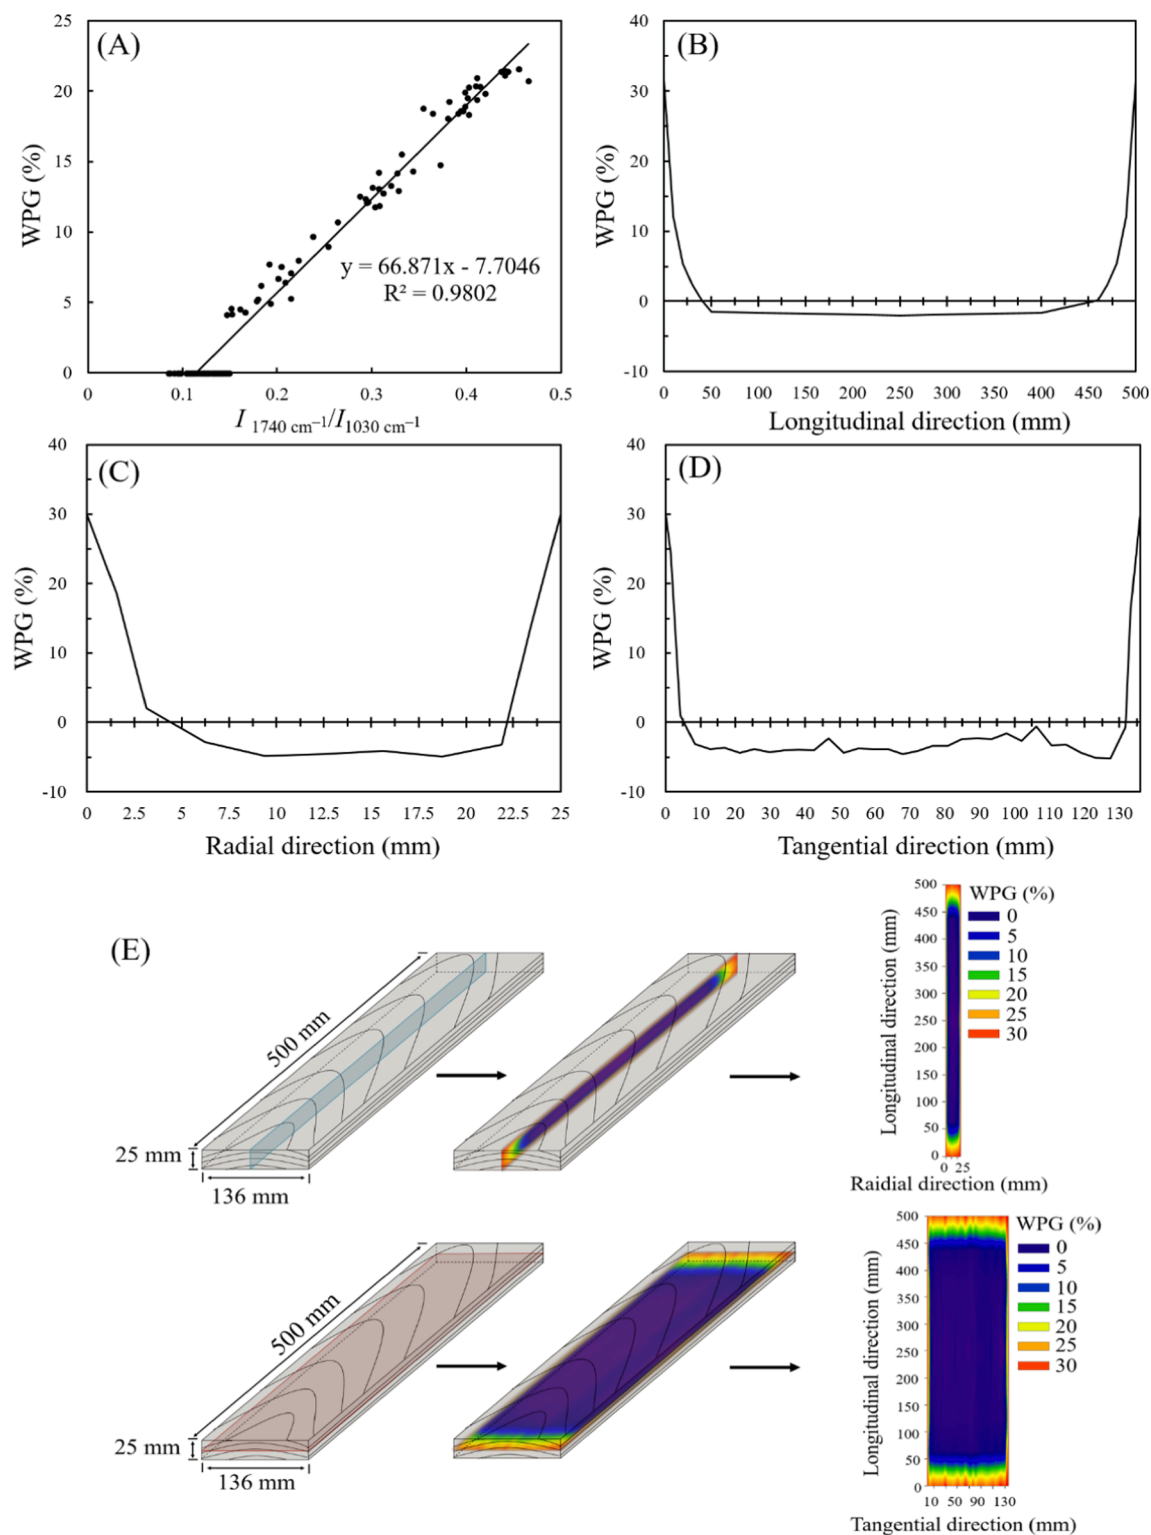 (A)
25
20
15
10
5
0
WPG (%)
y = 66.871x - 7.7046
R² = 0.9802
0 0.1 0.2 0.3 0.4 0.5
I 1740 cm⁻¹/I1030 cm⁻¹
(B)
40
30
20
10
0
-10
WPG (%)
0 50 100 150 200 250 300 350 400 450 500
Longitudinal direction (mm)
(C)
40
30
20
10
0
-10
WPG (%)
0 2.5 5 7.5 10 12.5 15 17.5 20 22.5 25
Radial direction (mm)
(D)
40
30
20
10
0
-10
WPG (%)
0 10 20 30 40 50 60 70 80 90 100 110 120 130
Tangential direction (mm)
(E)
500 mm
25 mm
136 mm
500
450
400
350
300
250
200
150
100
50
0
Longitudinal direction (mm)
0 25
Raidial direction (mm)
WPG (%)
0
5
10
15
20
25
30
500 mm
25 mm
136 mm
500
450
400
350
300
250
200
150
100
50
0
Longitudinal direction (mm)
10 50 90 130
Tangential direction (mm)
WPG (%)
0
5
10
15
20
25
30